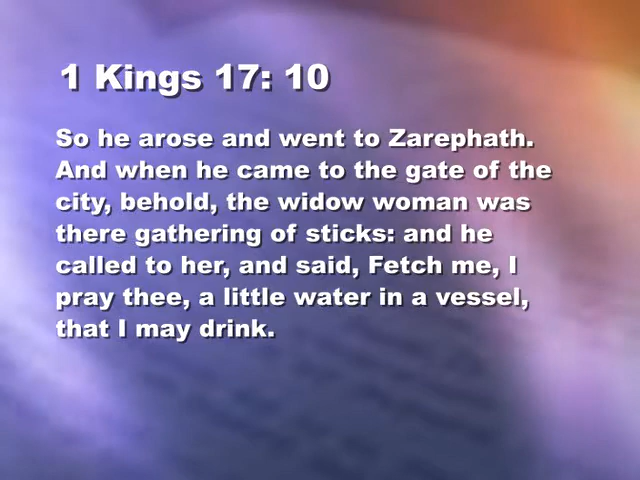 1 Kings 17: 10
So he arose and went to Zarephath.
And when he came to the gate of the
city, behold, the widow woman was
there gathering of sticks: and he
called to her, and said, Fetch me, I
pray thee, a little water in a vessel,
that I may drink.